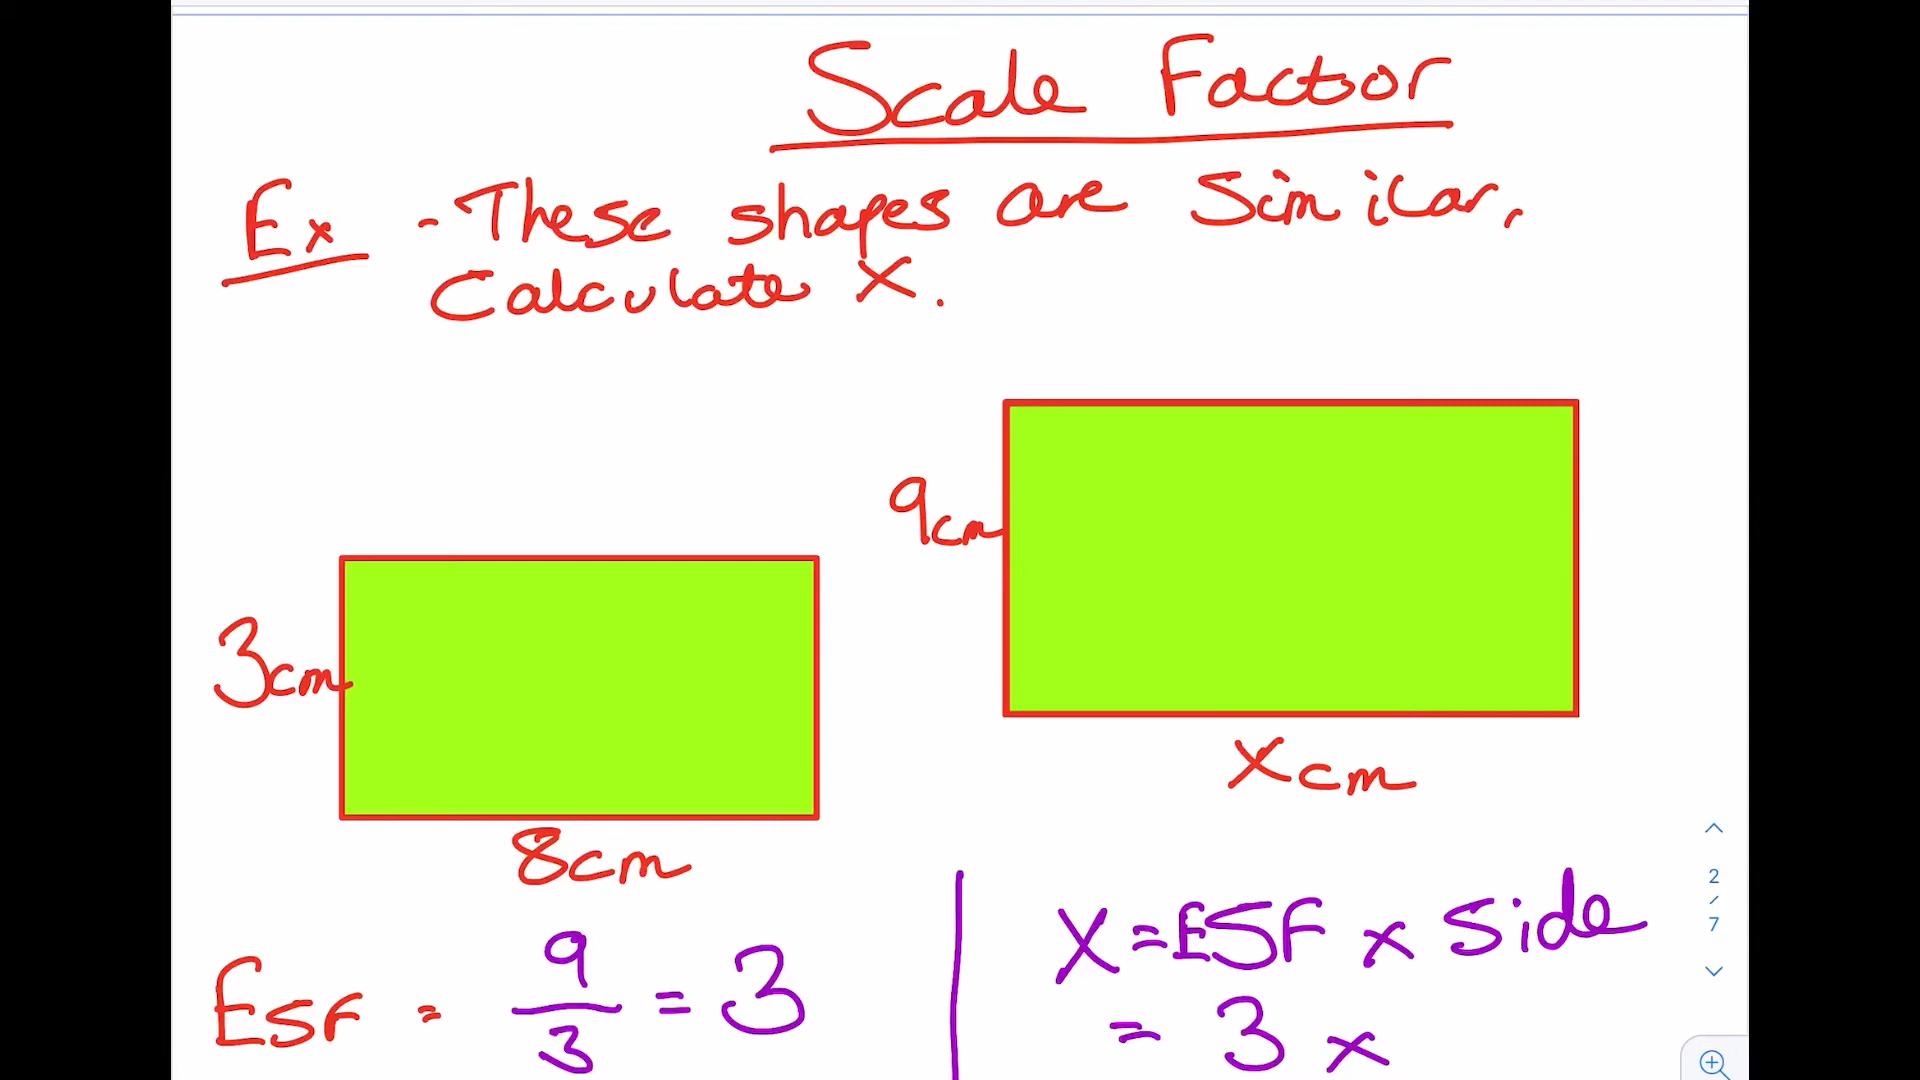 Scale Factor
Ex - These shapes are Similar.
Calculate X.
9cm
3cm
X cm
8cm
ESF = 9/3 = 3
X = ESF x Side
= 3 x
2
/
7